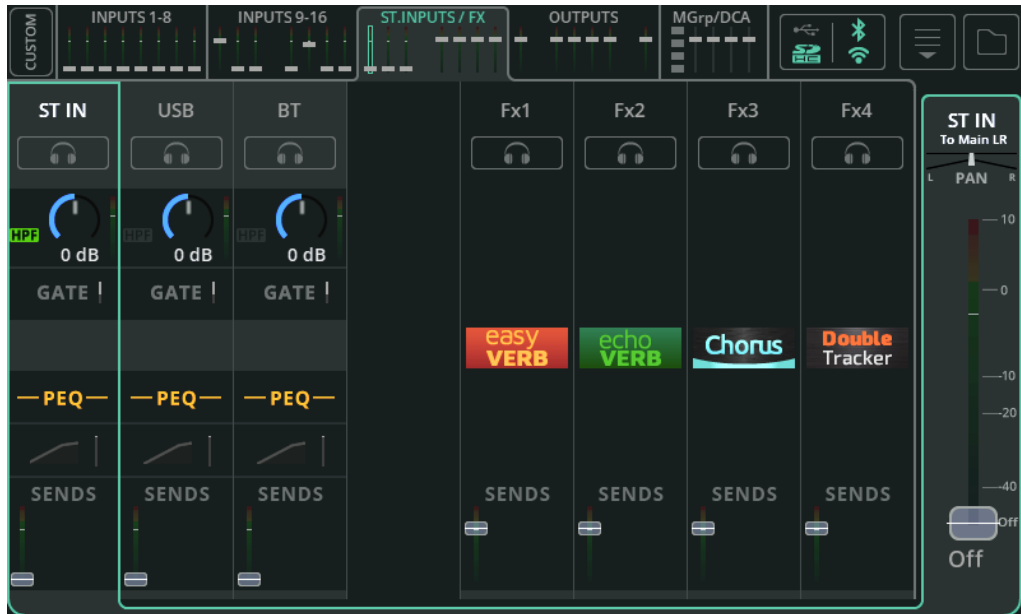 CUSTOM
INPUTS 1-8
INPUTS 9-16
ST.INPUTS / FX
OUTPUTS
MGrp/DCA
ST IN
USB
BT
Fx1
Fx2
Fx3
Fx4
ST IN
To Main LR
L PAN R
HPF
0 dB
HPF
0 dB
HPF
0 dB
GATE
GATE
GATE
easy
VERB
echo
VERB
Chorus
Double
Tracker
PEQ
PEQ
PEQ
SENDS
SENDS
SENDS
SENDS
SENDS
SENDS
SENDS
10
0
-10
-20
-40
Off
Off